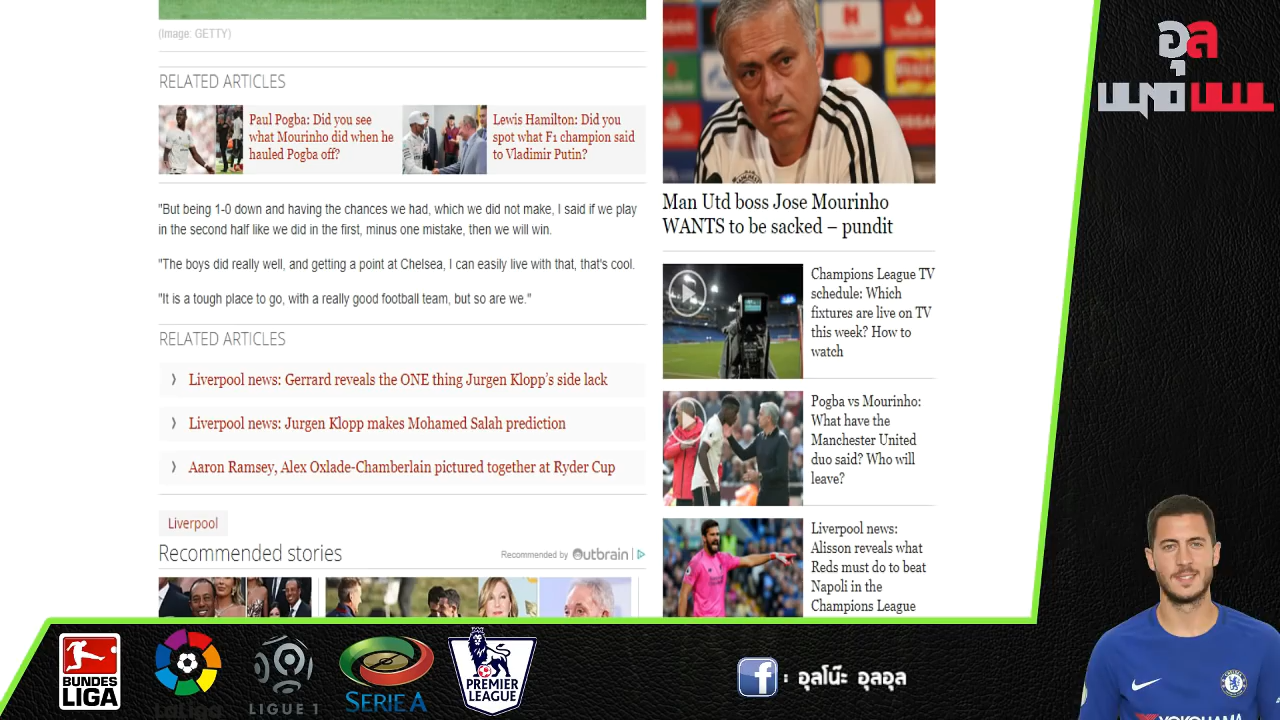 (Image: GETTY)
RELATED ARTICLES
Paul Pogba: Did you see
what Mourinho did when he
hauled Pogba off?
Lewis Hamilton: Did you
spot what F1 champion said
to Vladimir Putin?
"But being 1-0 down and having the chances we had, which we did not make, I said if we play
in the second half like we did in the first, minus one mistake, then we will win.
"The boys did really well, and getting a point at Chelsea, I can easily live with that, that's cool.
"It is a tough place to go, with a really good football team, but so are we."
RELATED ARTICLES
Liverpool news: Gerrard reveals the ONE thing Jurgen Klopp's side lack
Liverpool news: Jurgen Klopp makes Mohamed Salah prediction
Aaron Ramsey, Alex Oxlade-Chamberlain pictured together at Ryder Cup
Liverpool
Recommended stories
Recommended by Outbrain
Man Utd boss Jose Mourinho
WANTS to be sacked – pundit
Champions League TV
schedule: Which
fixtures are live on TV
this week? How to
watch
Pogba vs Mourinho:
What have the
Manchester United
duo said? Who will
leave?
Liverpool news:
Alisson reveals what
Reds must do to beat
Napoli in the
Champions League
อุล
BUNDES
LIGA
LaLiga
LIGUE 1
SERIE A
PREMIER
LEAGUE
f : อุลโน๊ะ อุลอุล
YOKOHAMA